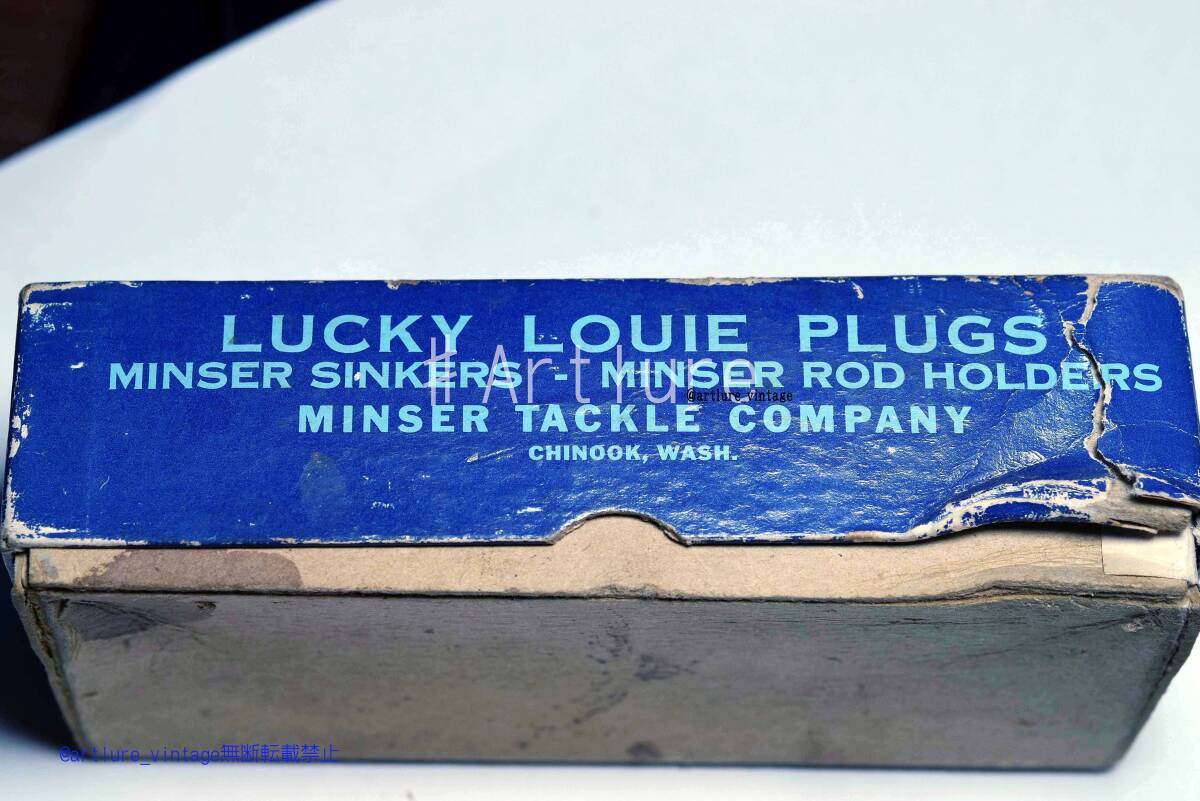 LUCKY LOUIE PLUGS
MINSER SINKERS - MINSER ROD HOLDERS
#Artlure
@artlure_vintage
MINSER TACKLE COMPANY
CHINOOK, WASH.
@artlure_vintage無断転載禁止